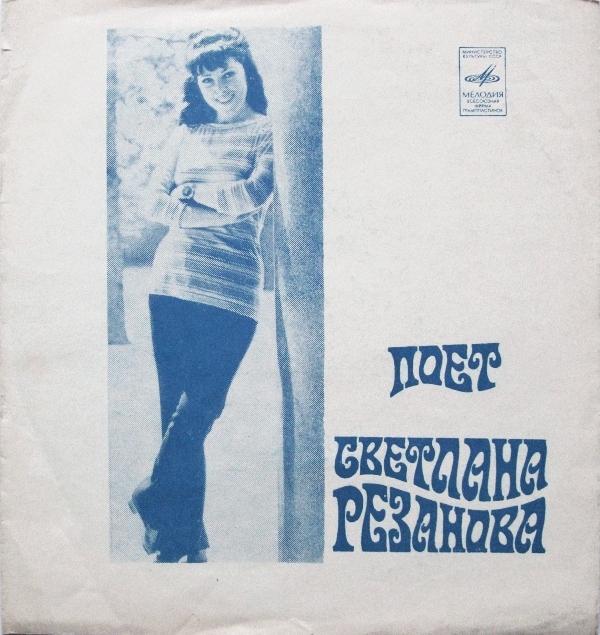 МИНИСТЕРСТВО
КУЛЬТУРЫ СССР
МЕЛОДИЯ
ВСЕСОЮЗНАЯ
ФИРМА
ГРАМПЛАСТИНОК
ПОЕТ
СВЕТЛАНА
РЕЗАНОВА